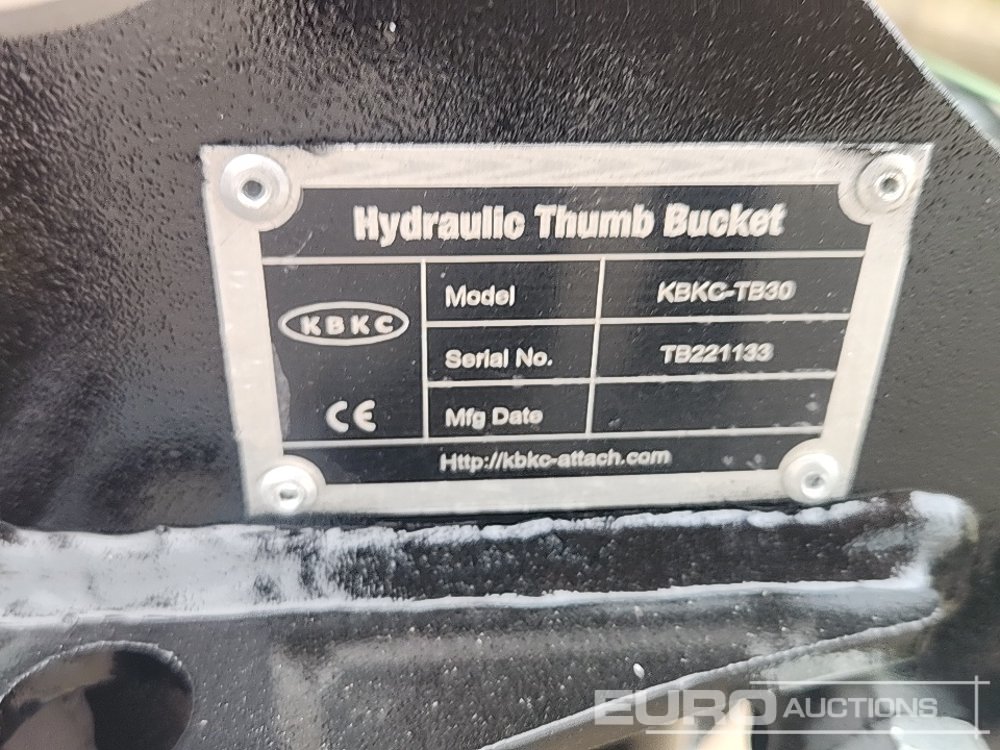 Hydraulic Thumb Bucket
KBKC
Model KBKC-TB30
Serial No. TB221133
CE
Mfg Date
Http://kbkc-attach.com
EURO AUCTIONS